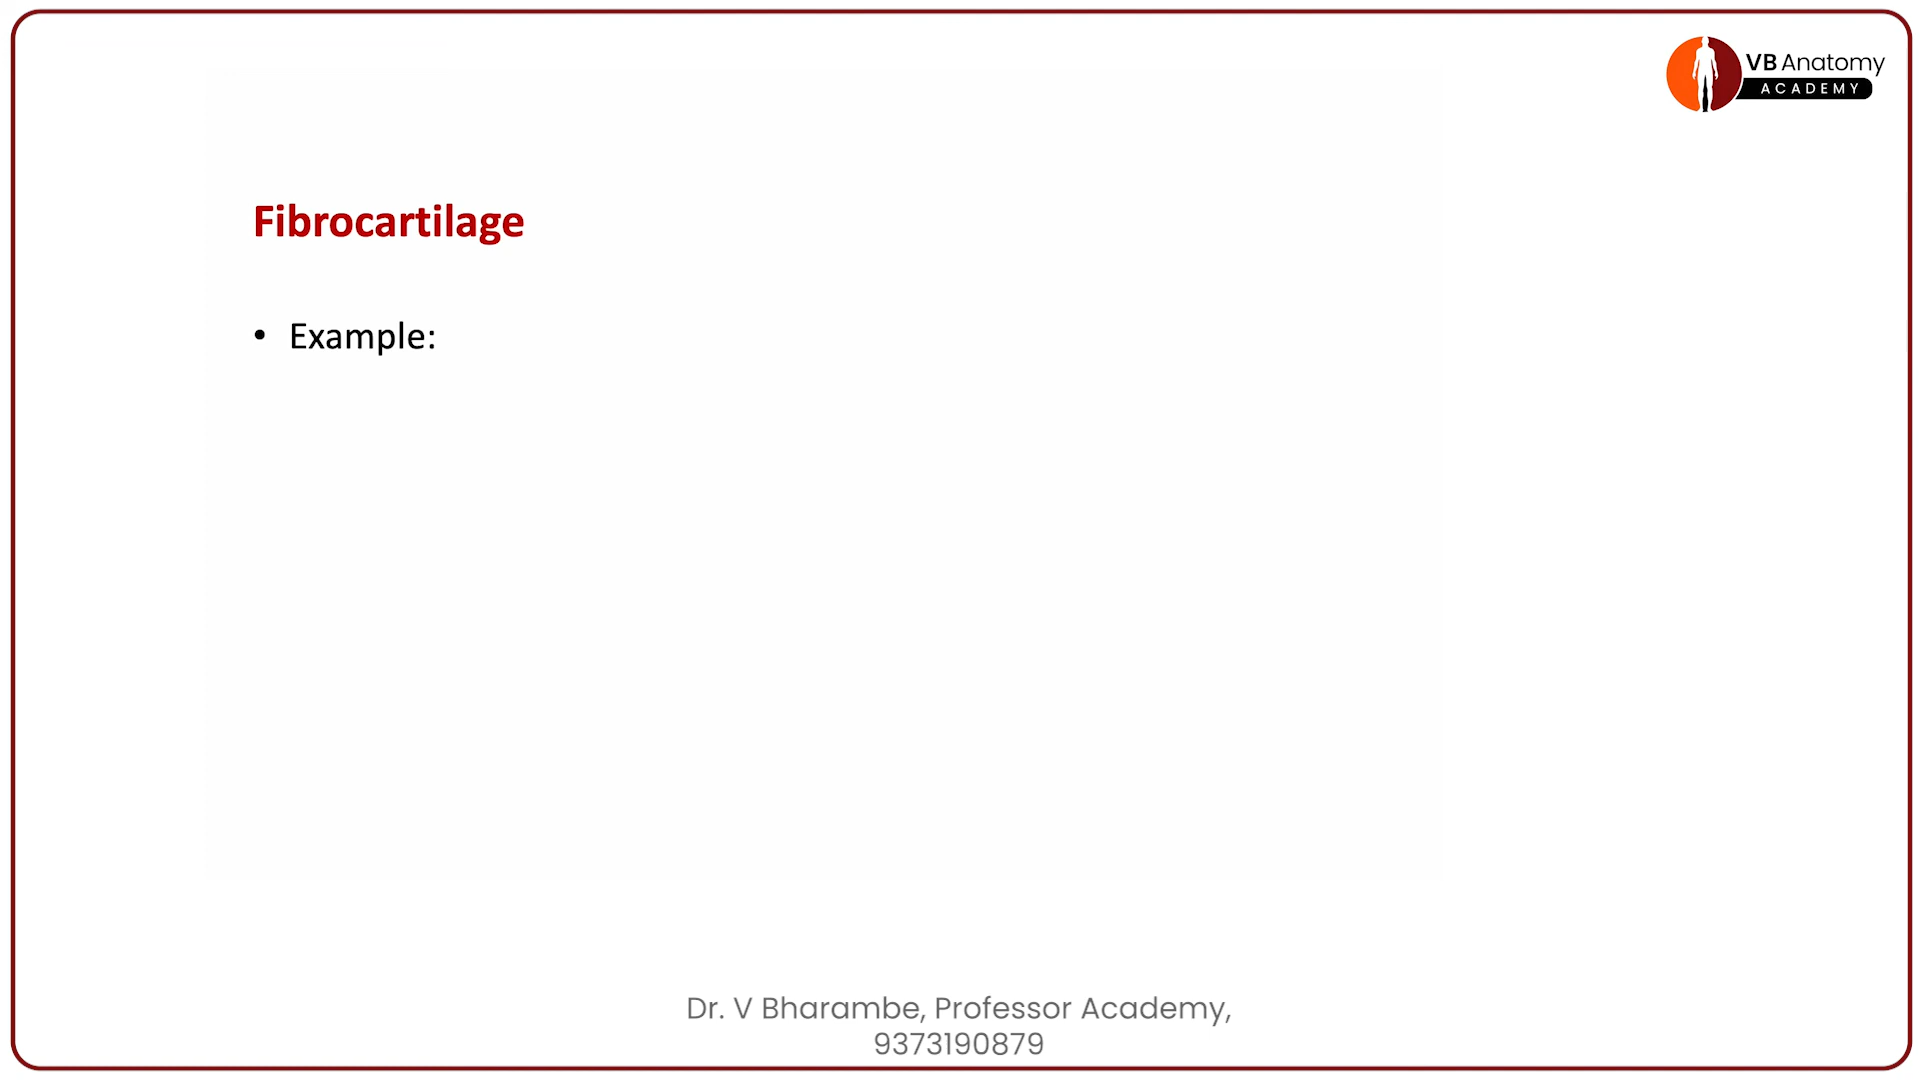 VB Anatomy
ACADEMY
Fibrocartilage
• Example:
Dr. V Bharambe, Professor Academy,
9373190879